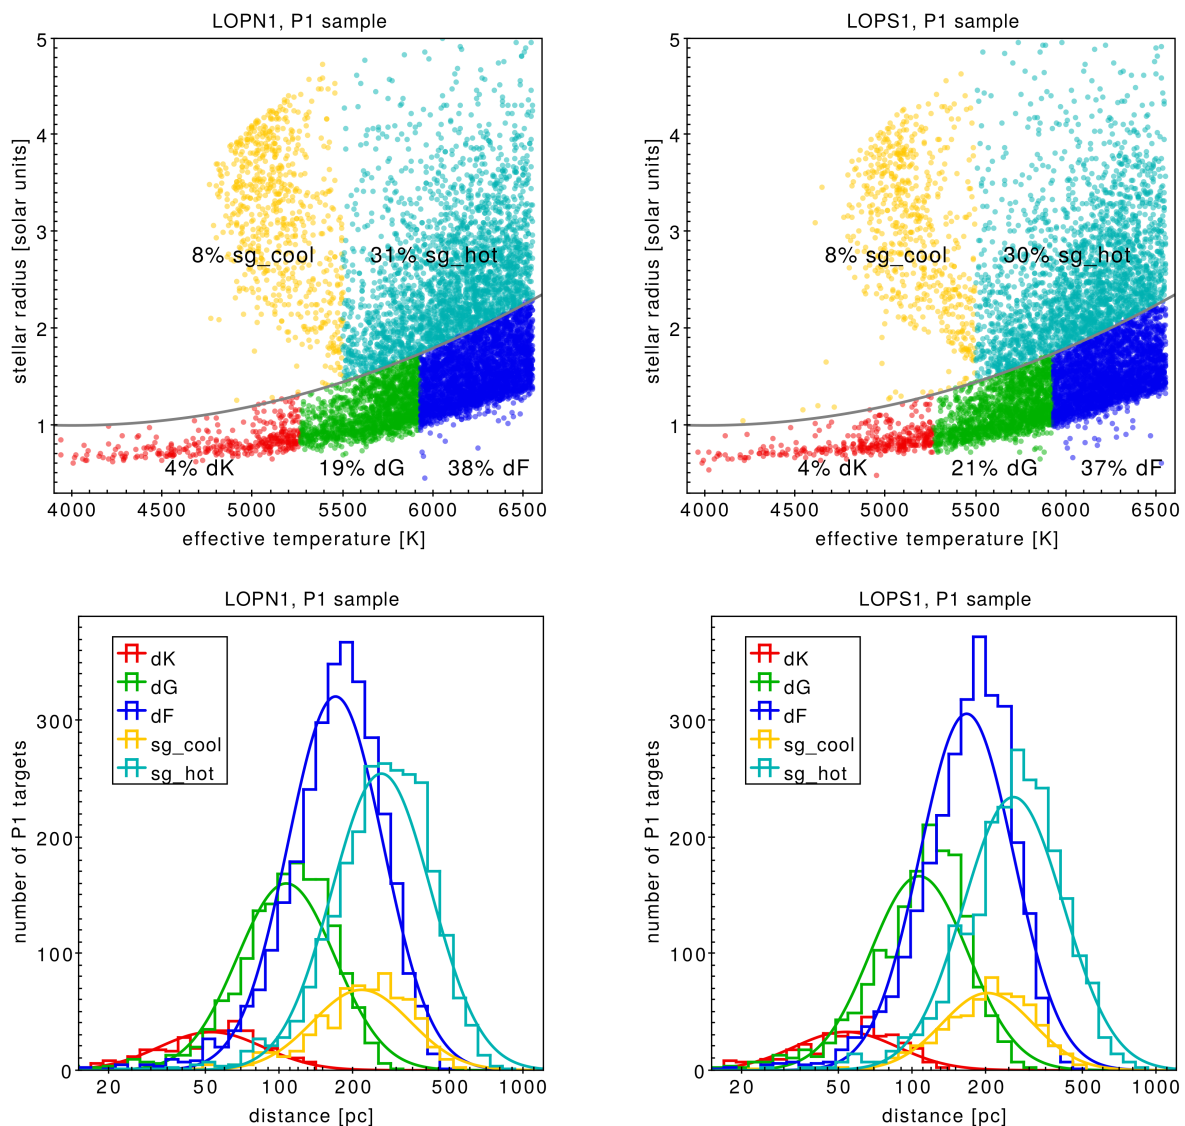 LOPN1, P1 sample
5
4
3
2
1
stellar radius [solar units]
8% sg_cool
31% sg_hot
4% dK
19% dG
38% dF
4000 4500 5000 5500 6000 6500
effective temperature [K]
LOPS1, P1 sample
5
4
3
2
1
stellar radius [solar units]
8% sg_cool
30% sg_hot
4% dK
21% dG
37% dF
4000 4500 5000 5500 6000 6500
effective temperature [K]
LOPN1, P1 sample
dK
dG
dF
sg_cool
sg_hot
300
200
100
0
number of P1 targets
20 50 100 200 500 1000
distance [pc]
LOPS1, P1 sample
dK
dG
dF
sg_cool
sg_hot
300
200
100
0
number of P1 targets
20 50 100 200 500 1000
distance [pc]